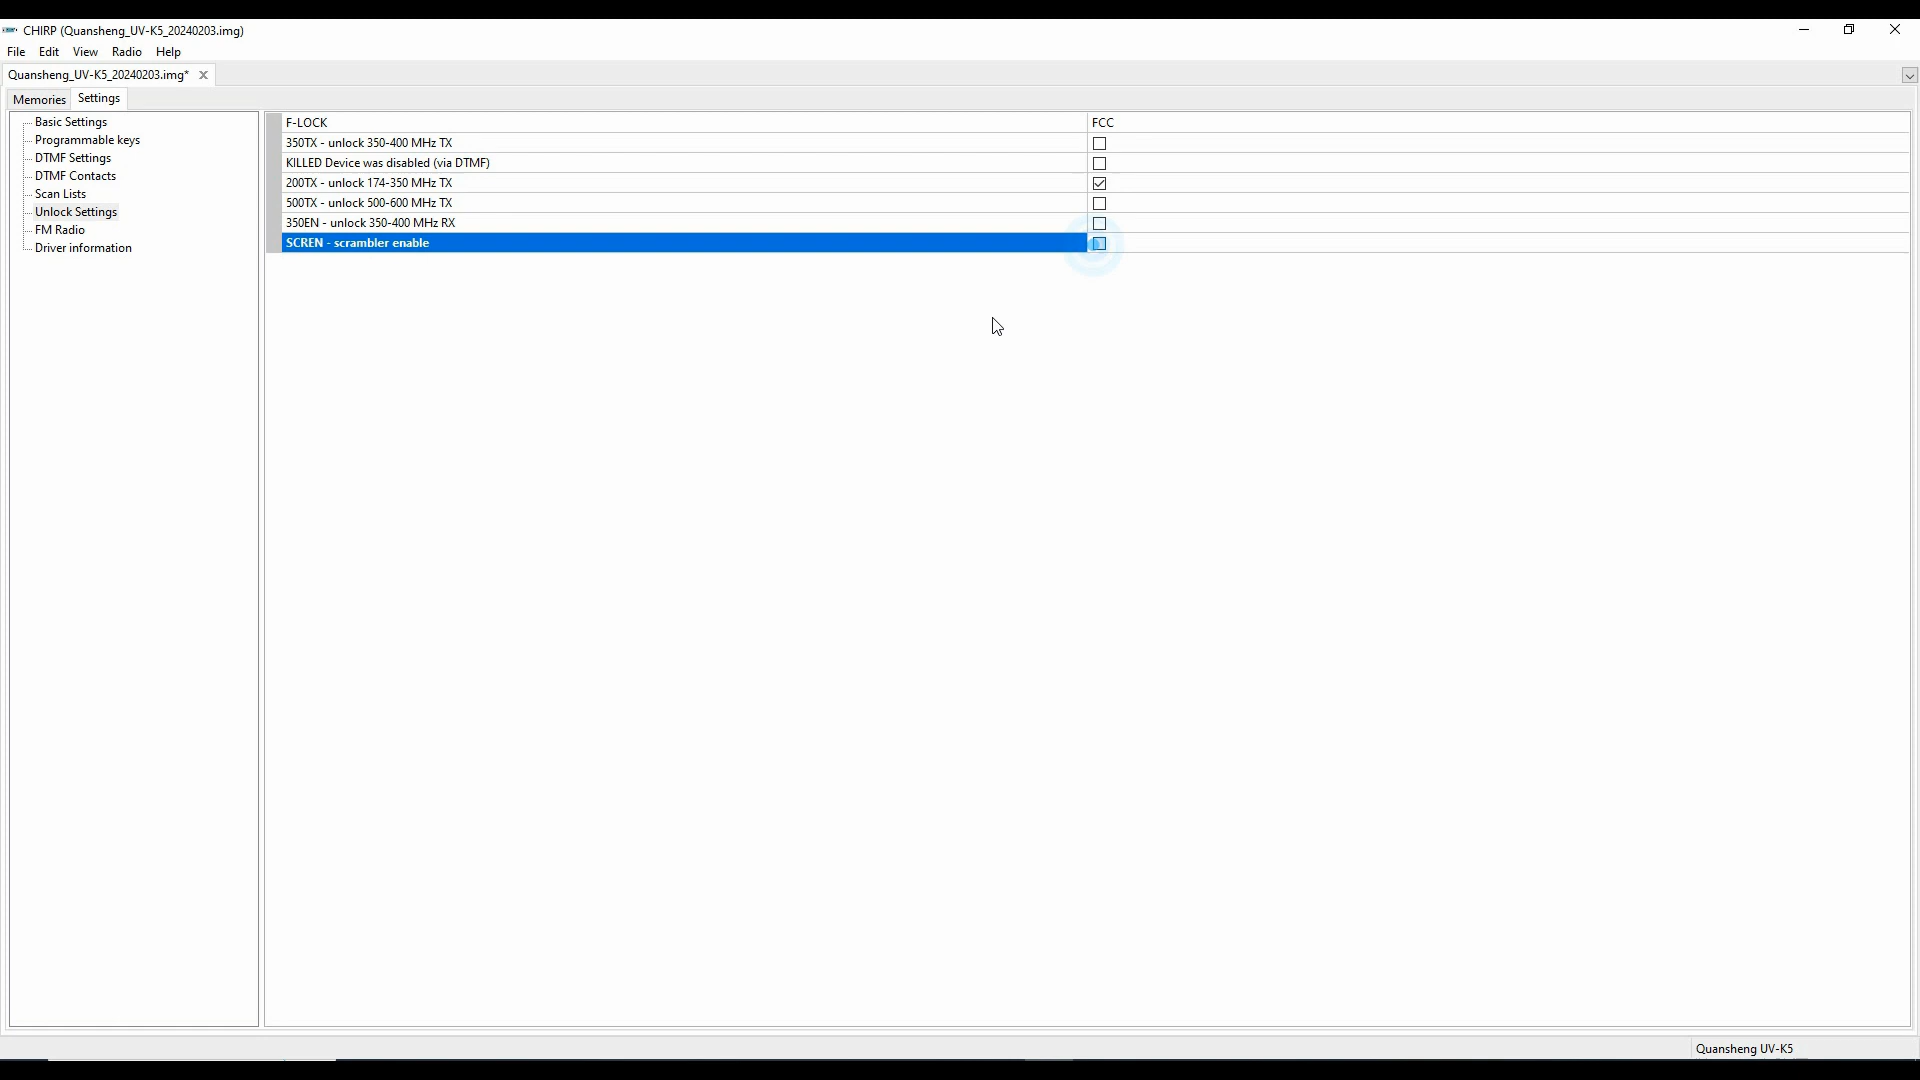 CHIRP (Quansheng_UV-K5_20240203.img)
File Edit View Radio Help
Quansheng_UV-K5_20240203.img*
Memories Settings
Basic Settings
Programmable keys
DTMF Settings
DTMF Contacts
Scan Lists
Unlock Settings
FM Radio
Driver information
F-LOCK FCC
350TX - unlock 350-400 MHz TX
KILLED Device was disabled (via DTMF)
200TX - unlock 174-350 MHz TX
500TX - unlock 500-600 MHz TX
350EN - unlock 350-400 MHz RX
SCREN - scrambler enable
Quansheng UV-K5